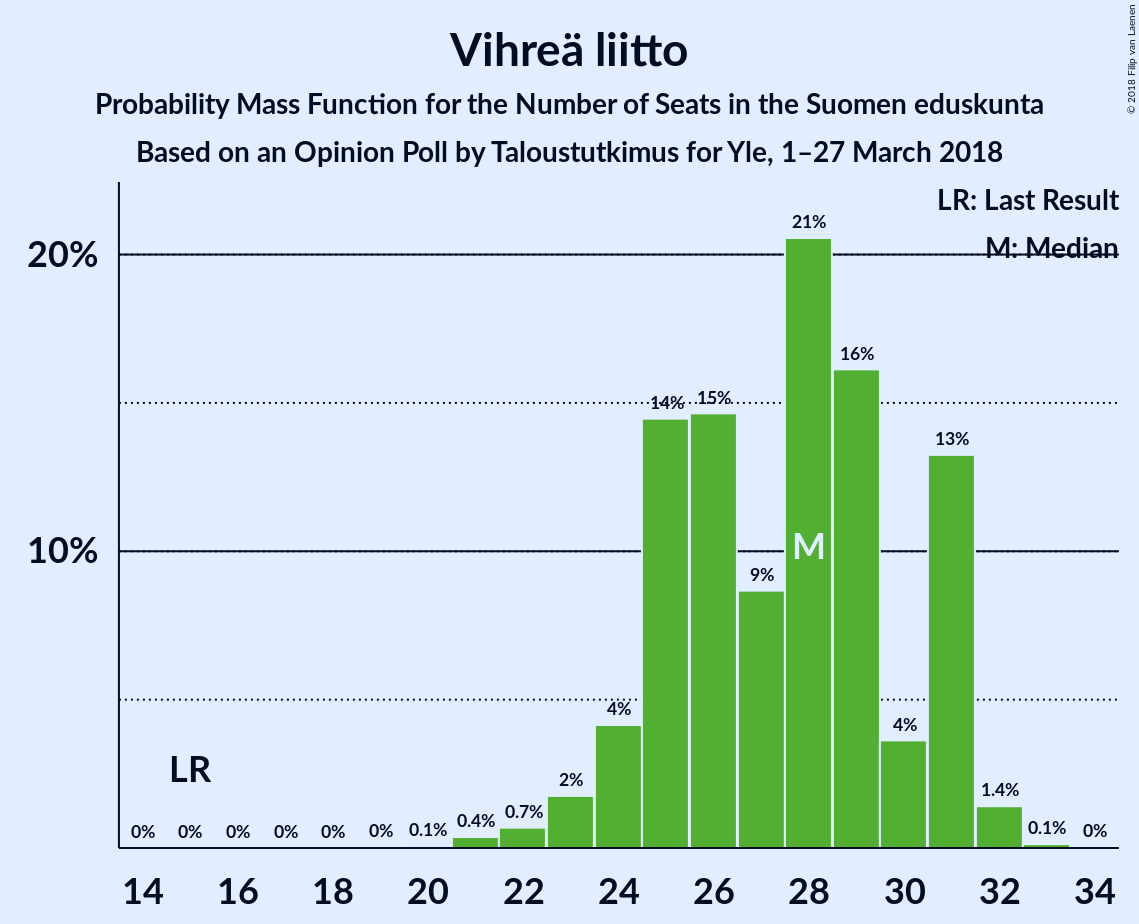 Vihreä liitto
Probability Mass Function for the Number of Seats in the Suomen eduskunta
Based on an Opinion Poll by Taloustutkimus for Yle, 1–27 March 2018
© 2018 Filip van Laenen
LR: Last Result
M: Median
20%
10%
21%
16%
14%
15%
13%
9%
M
4%
4%
LR
2%
1.4%
0% 0% 0% 0% 0% 0% 0.1% 0.4% 0.7% 0.1% 0%
14 16 18 20 22 24 26 28 30 32 34